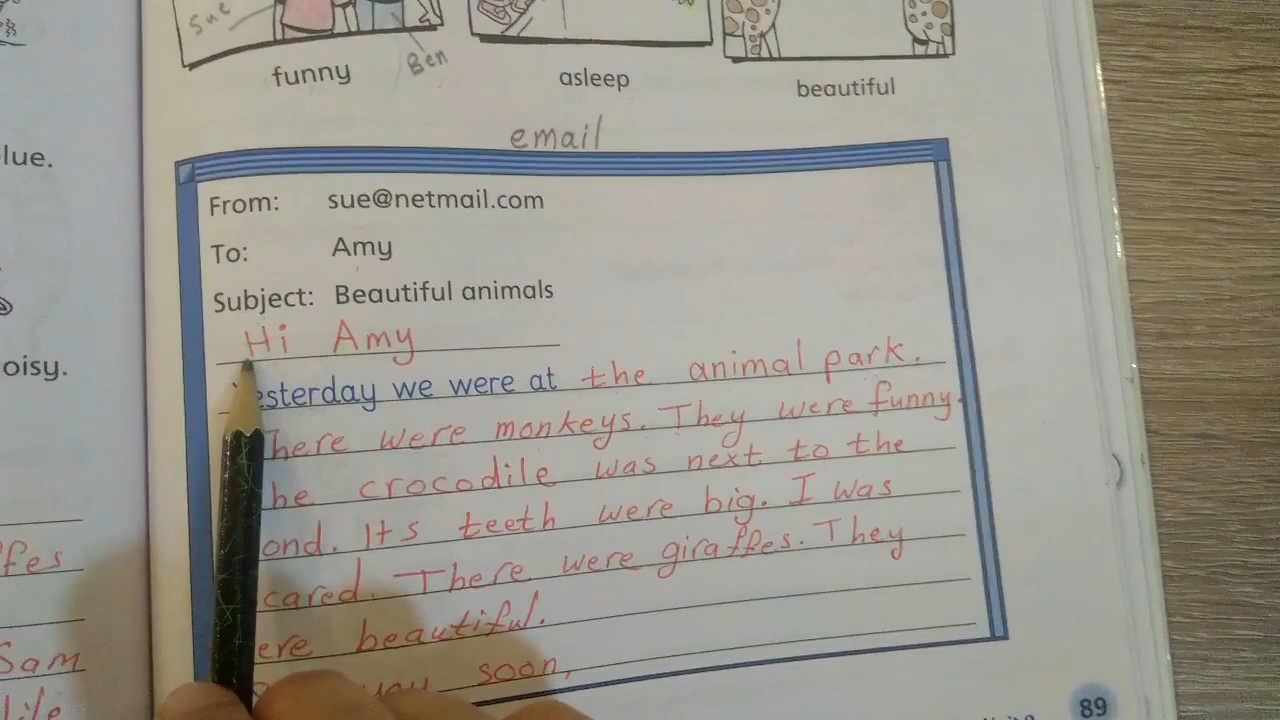 Sue
Ben
funny
asleep
beautiful
email
lue.
From: sue@netmail.com
To: Amy
Subject: Beautiful animals
Hi Amy
esterday we were at the animal park.
here were monkeys. They were funny.
he crocodile was next to the
ond. Its teeth were big. I was
cared. There were giraffes. They
ere beautiful.
soon,
oisy.
ffes
Sam
89